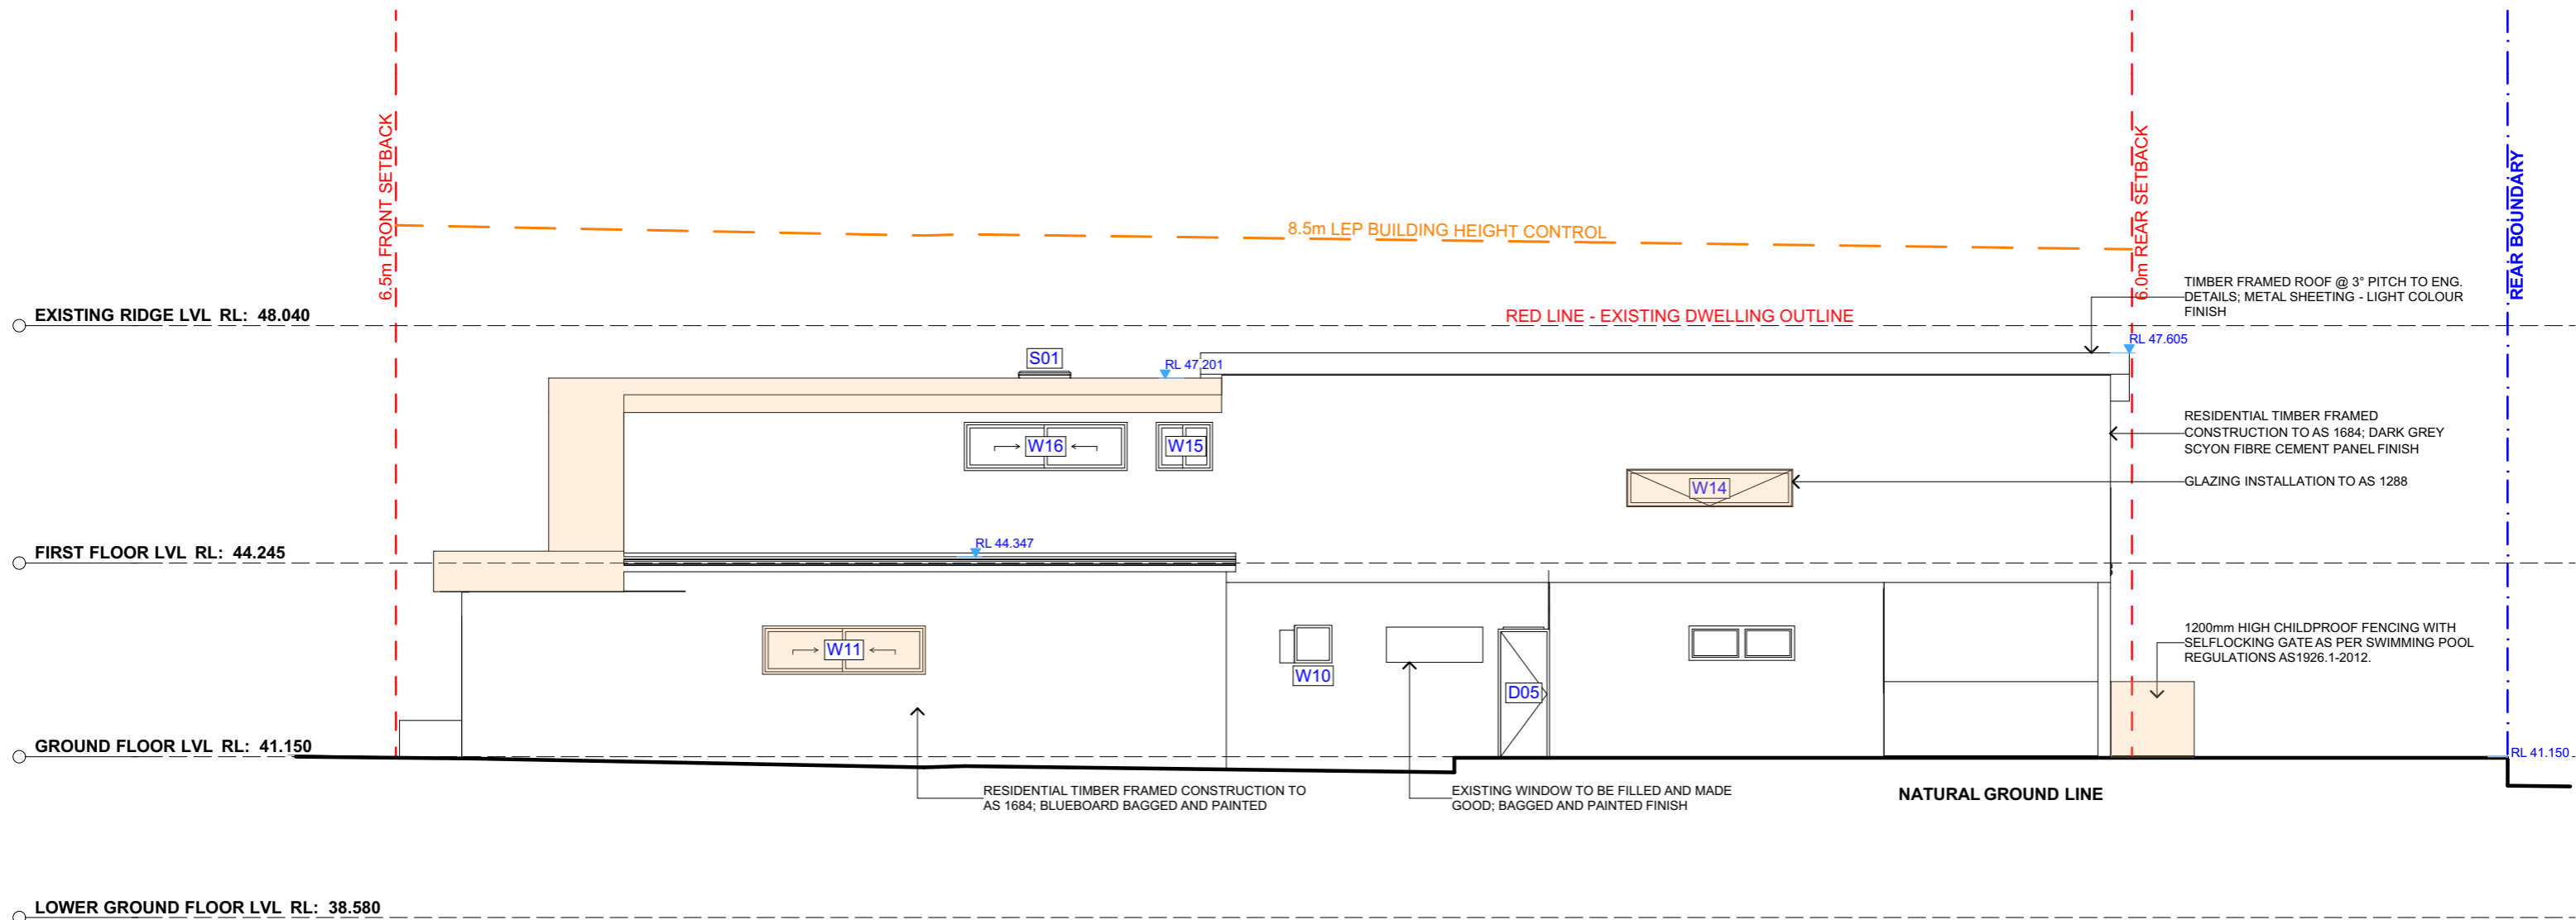 6.5m FRONT SETBACK
6.0m REAR SETBACK
REAR BOUNDARY
8.5m LEP BUILDING HEIGHT CONTROL
TIMBER FRAMED ROOF @ 3° PITCH TO ENG.
DETAILS; METAL SHEETING - LIGHT COLOUR
FINISH
EXISTING RIDGE LVL RL: 48.040
RED LINE - EXISTING DWELLING OUTLINE
RL 47.605
S01
RL 47.201
RESIDENTIAL TIMBER FRAMED
CONSTRUCTION TO AS 1684; DARK GREY
SCYON FIBRE CEMENT PANEL FINISH
W16
W15
W14
GLAZING INSTALLATION TO AS 1288
RL 44.347
FIRST FLOOR LVL RL: 44.245
1200mm HIGH CHILDPROOF FENCING WITH
SELFLOCKING GATE AS PER SWIMMING POOL
REGULATIONS AS1926.1-2012.
W11
W10
D05
GROUND FLOOR LVL RL: 41.150
RL 41.150
RESIDENTIAL TIMBER FRAMED CONSTRUCTION TO
AS 1684; BLUEBOARD BAGGED AND PAINTED
EXISTING WINDOW TO BE FILLED AND MADE
GOOD; BAGGED AND PAINTED FINISH
NATURAL GROUND LINE
LOWER GROUND FLOOR LVL RL: 38.580